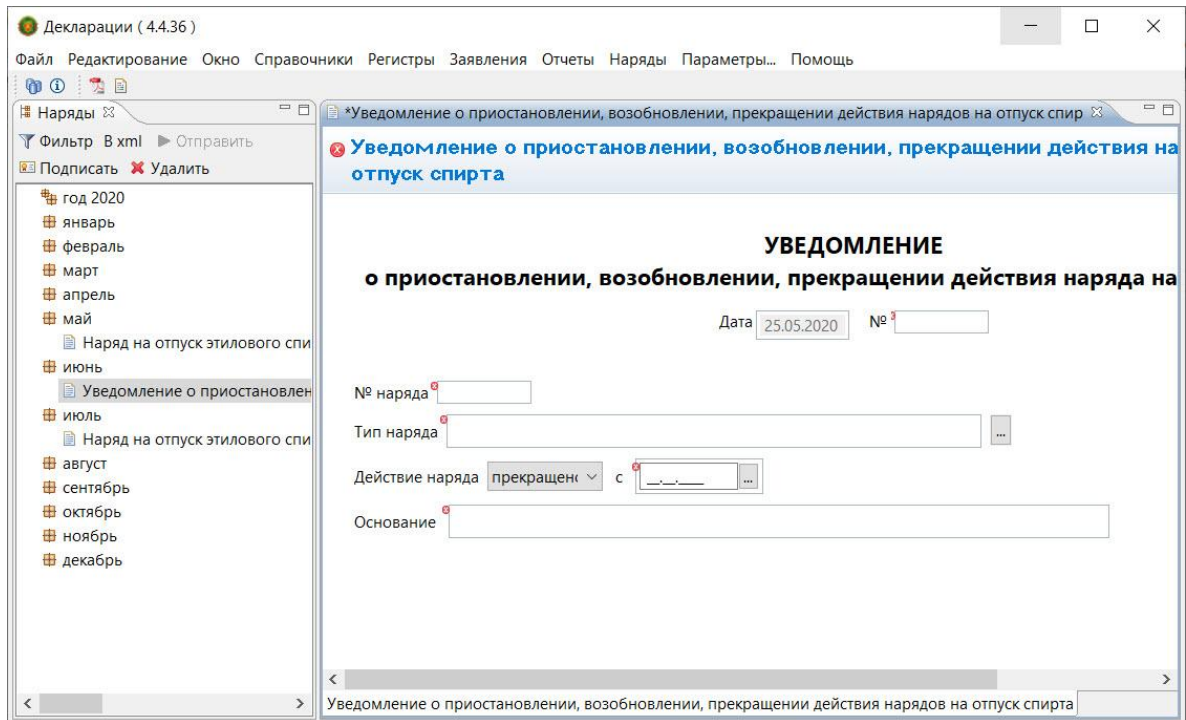 Декларации ( 4.4.36 )
Файл Редактирование Окно Справочники Регистры Заявления Отчеты Наряды Параметры... Помощь
Наряды
Фильтр В xml Отправить
Подписать Удалить
год 2020
январь
февраль
март
апрель
май
Наряд на отпуск этилового спи
июнь
Уведомление о приостановлен
июль
Наряд на отпуск этилового спи
август
сентябрь
октябрь
ноябрь
декабрь
*Уведомление о приостановлении, возобновлении, прекращении действия нарядов на отпуск спир
Уведомление о приостановлении, возобновлении, прекращении действия на
отпуск спирта
УВЕДОМЛЕНИЕ
о приостановлении, возобновлении, прекращении действия наряда на
Дата 25.05.2020 №
№ наряда
Тип наряда ...
Действие наряда прекращено с __.__.____ ...
Основание
Уведомление о приостановлении, возобновлении, прекращении действия нарядов на отпуск спирта